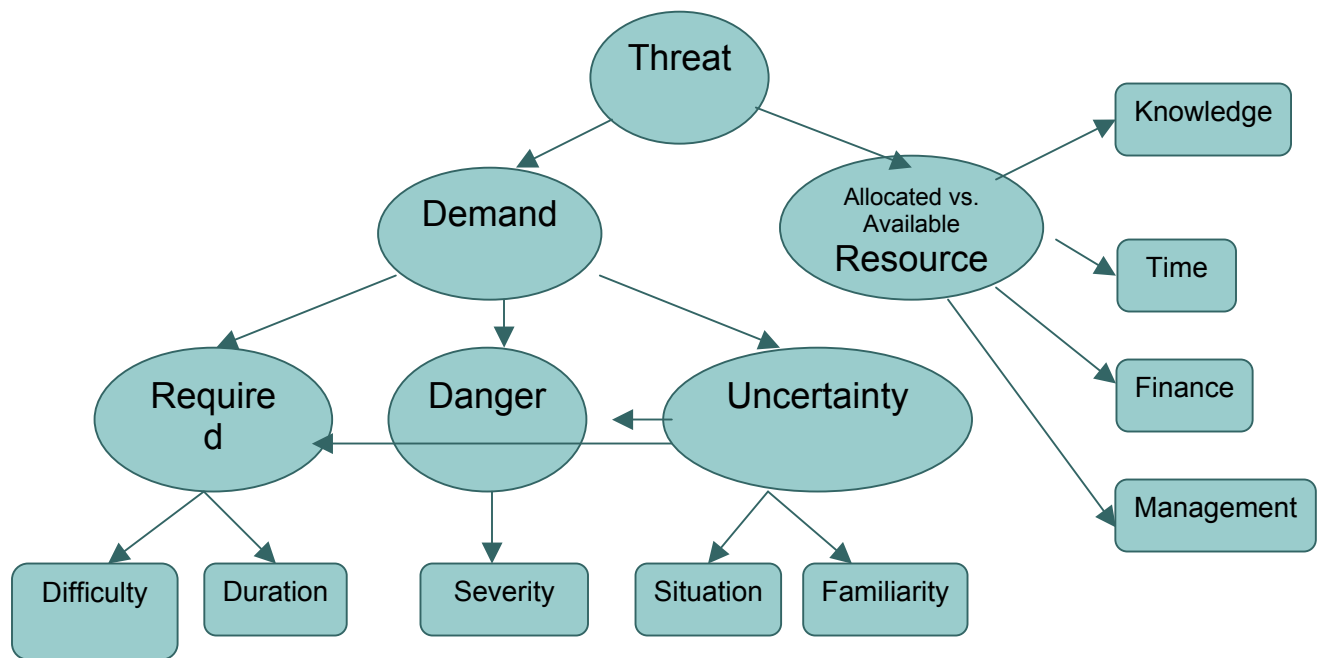 Threat
Knowledge
Allocated vs.
Available
Resource
Demand
Time
Require
d
Danger
Uncertainty
Finance
Management
Difficulty
Duration
Severity
Situation
Familiarity